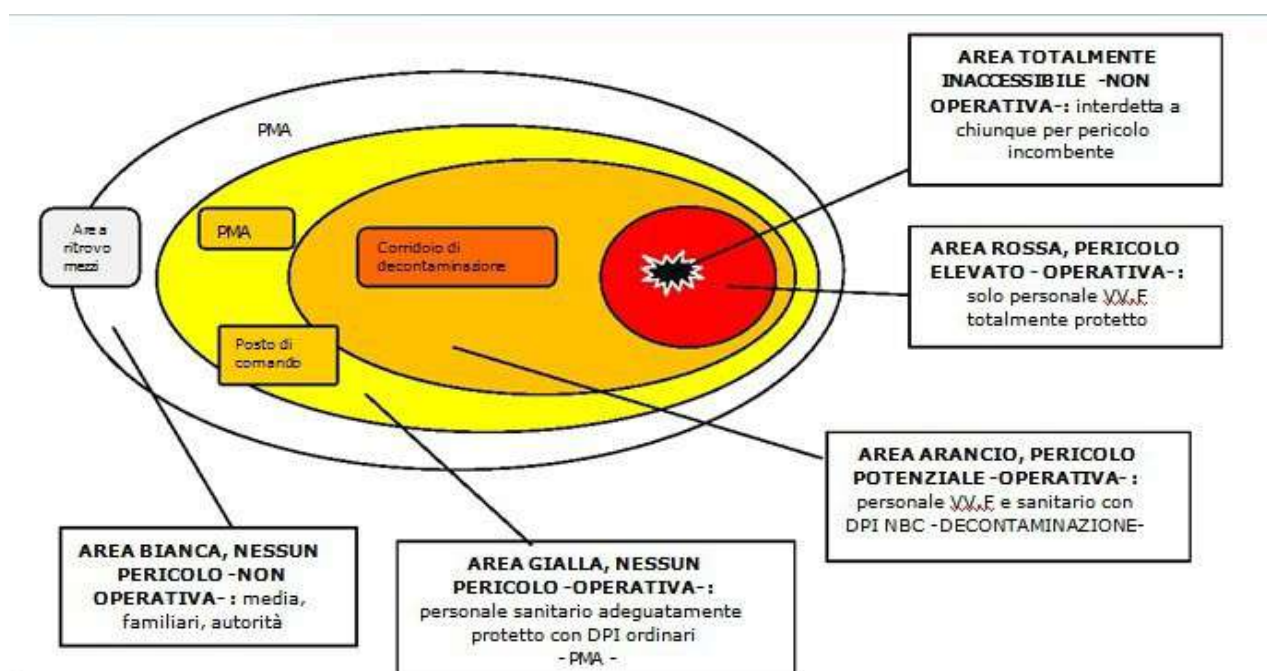 AREA TOTALMENTE
INACCESSIBILE -NON
OPERATIVA-: interdetta a
chiunque per pericolo
incombente
PMA
Area
ritrovo
mezzi
PMA
Corridoio di
decontaminazione
AREA ROSSA, PERICOLO
ELEVATO - OPERATIVA-:
solo personale VV.F
totalmente protetto
Posto di
comando
AREA ARANCIO, PERICOLO
POTENZIALE -OPERATIVA- :
personale VV.F e sanitario con
DPI NBC -DECONTAMINAZIONE-
AREA BIANCA, NESSUN
PERICOLO -NON
OPERATIVA- : media,
familiari, autorità
AREA GIALLA, NESSUN
PERICOLO -OPERATIVA- :
personale sanitario adeguatamente
protetto con DPI ordinari
- PMA -